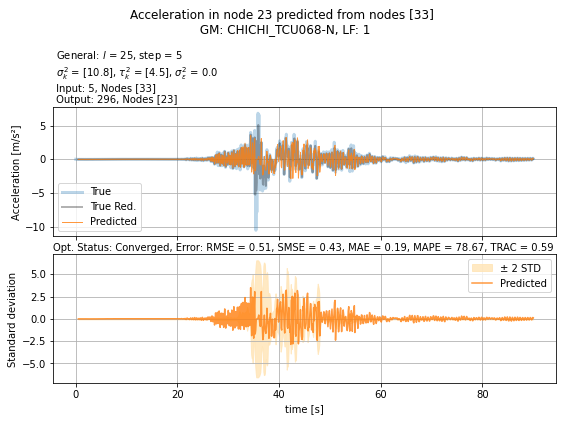 Acceleration in node 23 predicted from nodes [33]
GM: CHICHI_TCU068-N, LF: 1
General: l = 25, step = 5
σ²ₖ = [10.8], τ²ₖ = [4.5], σ²ε = 0.0
Input: 5, Nodes [33]
Output: 296, Nodes [23]
Acceleration [m/s²]
5
0
−5
−10
True
True Red.
Predicted
Opt. Status: Converged, Error: RMSE = 0.51, SMSE = 0.43, MAE = 0.19, MAPE = 78.67, TRAC = 0.59
Standard deviation
5.0
2.5
0.0
−2.5
−5.0
± 2 STD
Predicted
0 20 40 60 80
time [s]